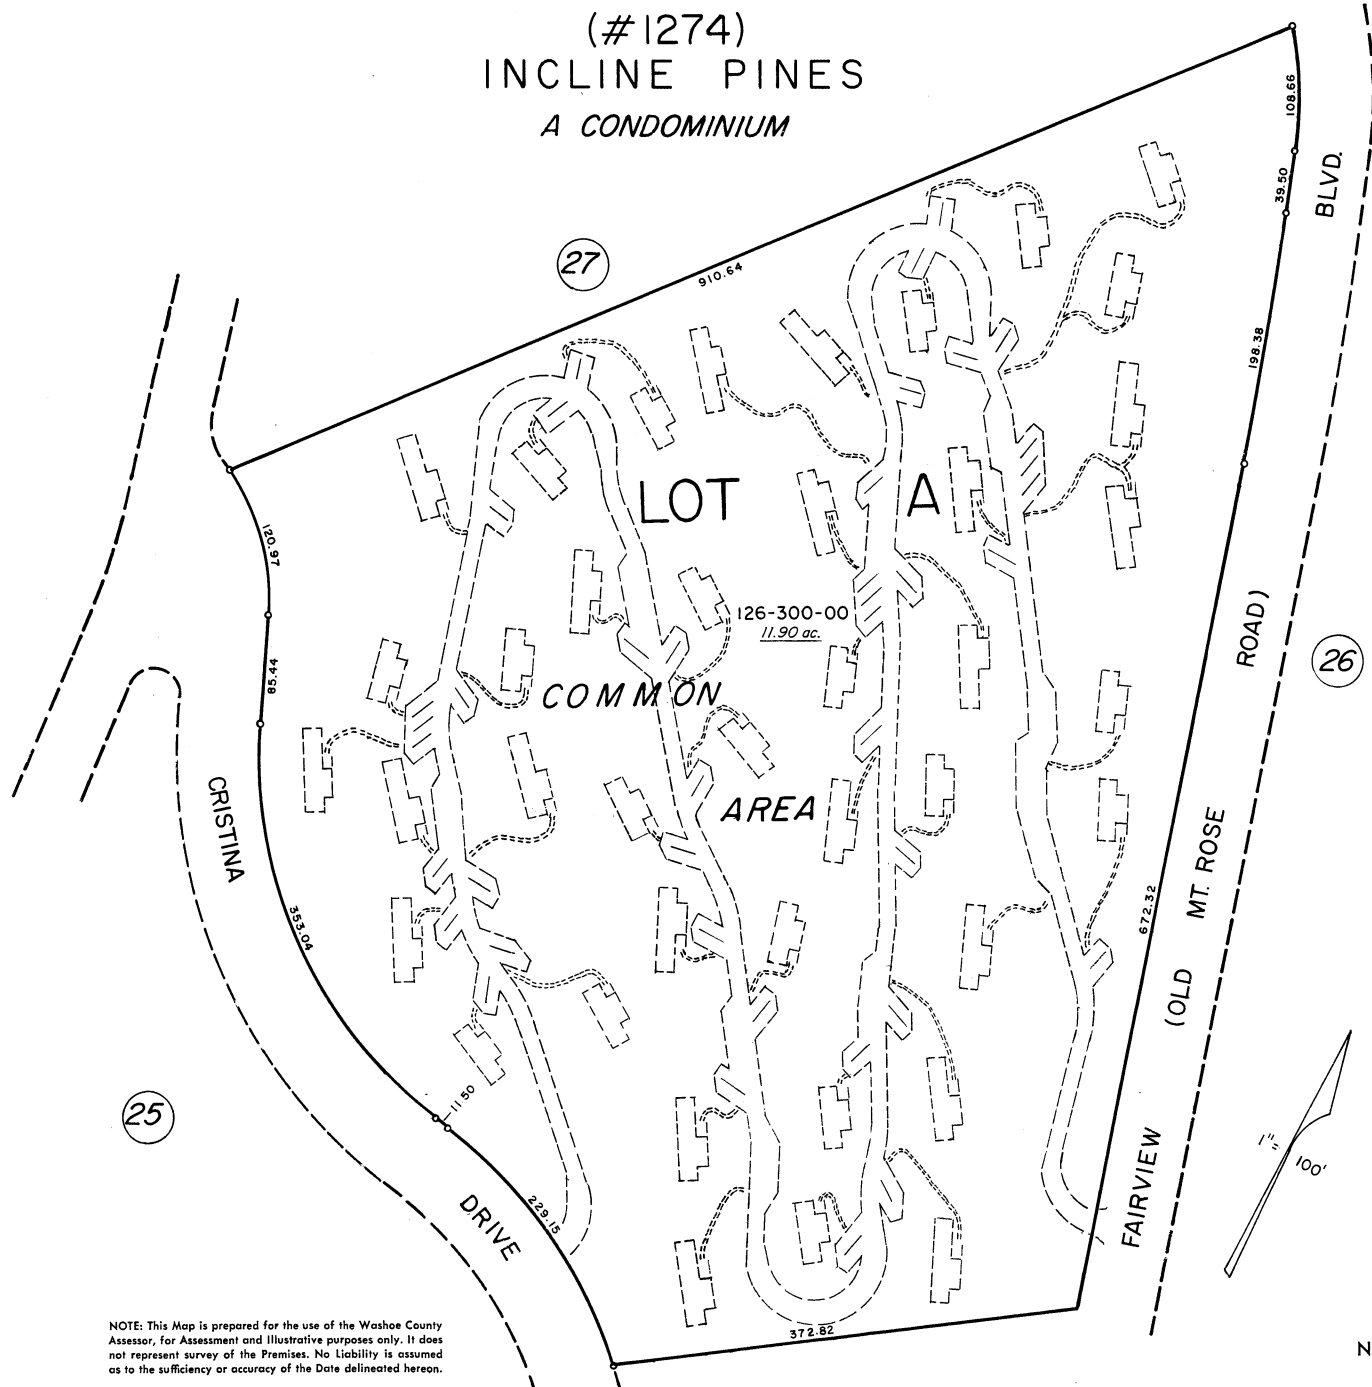 (#1274)
INCLINE PINES
A CONDOMINIUM
108.66
39.50
BLVD.
27
910.64
198.38
LOT A
120.97
126-300-00
11.90 ac.
ROAD)
26
85.44
COMMON
CRISTINA
AREA
MT. ROSE
672.32
353.04
(OLD
11.50
25
FAIRVIEW
1"=
100'
229.15
DRIVE
372.82
NOTE: This Map is prepared for the use of the Washoe County
Assessor, for Assessment and Illustrative purposes only. It does
not represent survey of the Premises. No Liability is assumed
as to the sufficiency or accuracy of the Date delineated hereon.
N